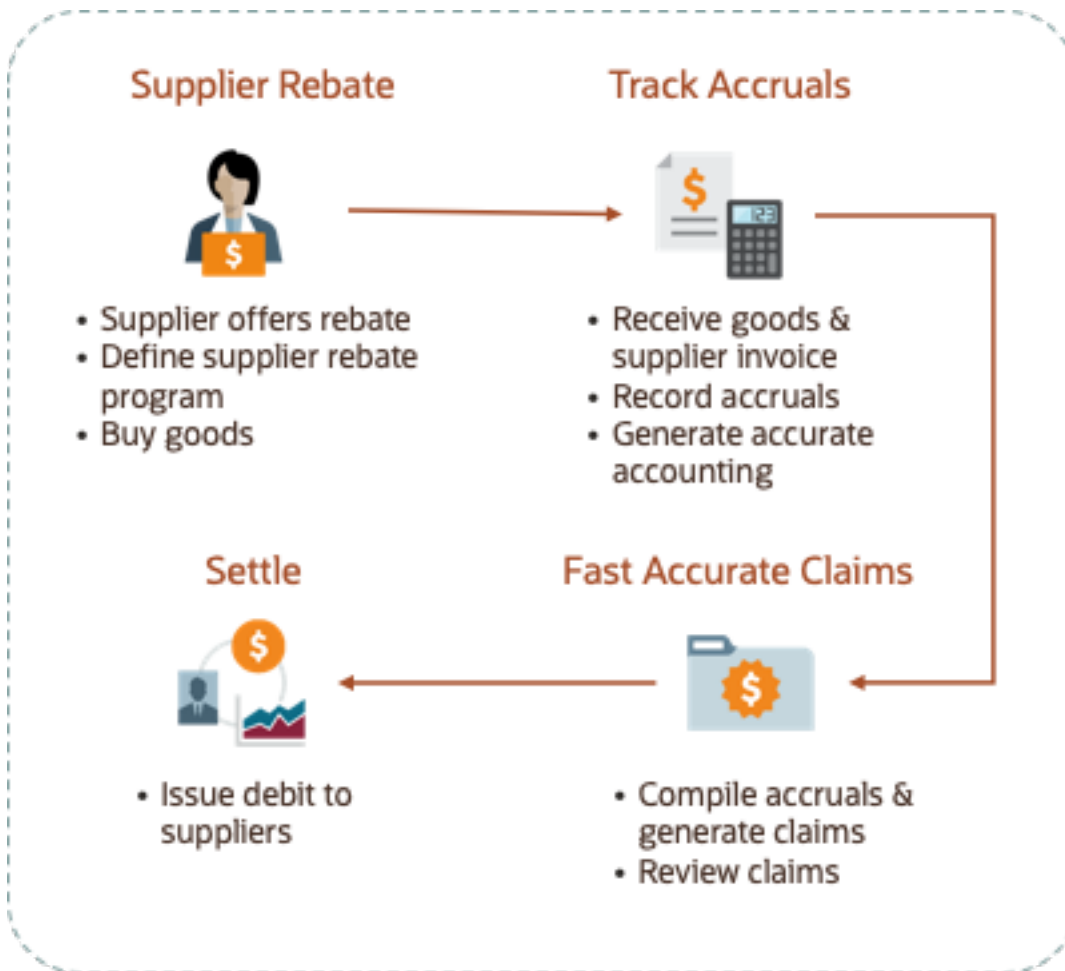 Supplier Rebate
$
• Supplier offers rebate
• Define supplier rebate
program
• Buy goods
Track Accruals
$
123
• Receive goods &
supplier invoice
• Record accruals
• Generate accurate
accounting
Fast Accurate Claims
$
• Compile accruals &
generate claims
• Review claims
Settle
$
• Issue debit to
suppliers